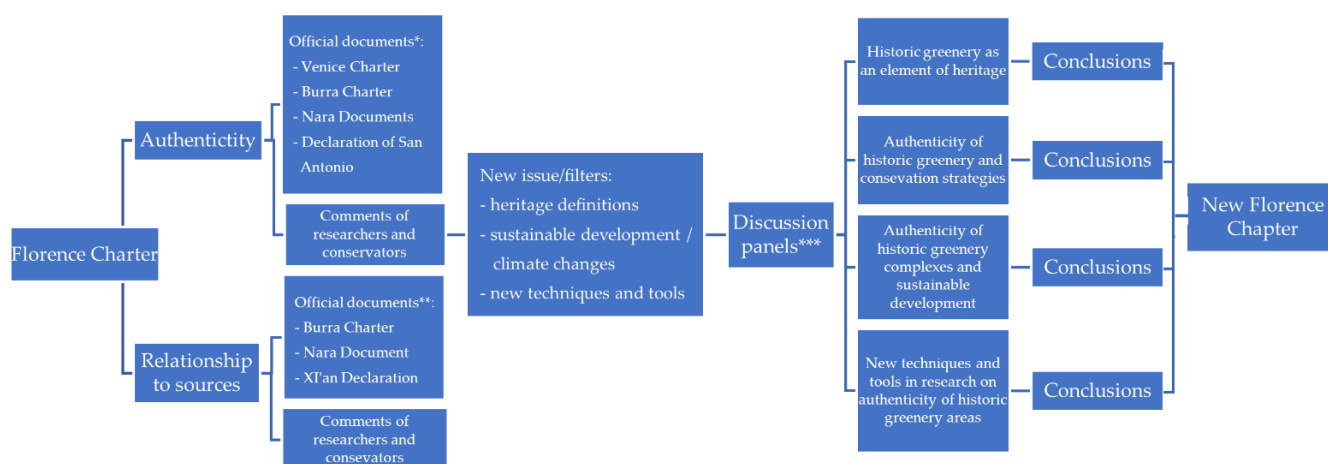 Florence Charter
Authentictity
Official documents*:
- Venice Charter
- Burra Charter
- Nara Documents
- Declaration of San
Antonio
Comments of
researchers and
conservators
Relationship
to sources
Official documents**:
- Burra Charter
- Nara Document
- XI'an Declaration
Comments of
researchers and
consevators
New issue/filters:
- heritage definitions
- sustainable development /
climate changes
- new techniques and tools
Discussion
panels***
Historic greenery as
an element of heritage
Conclusions
Authenticity of
historic greenery and
consevation strategies
Conclusions
Authenticity of
historic greenery
complexes and
sustainable
development
Conclusions
New techniques and
tools in research on
authenticity of historic
greenery areas
Conclusions
New Florence
Chapter